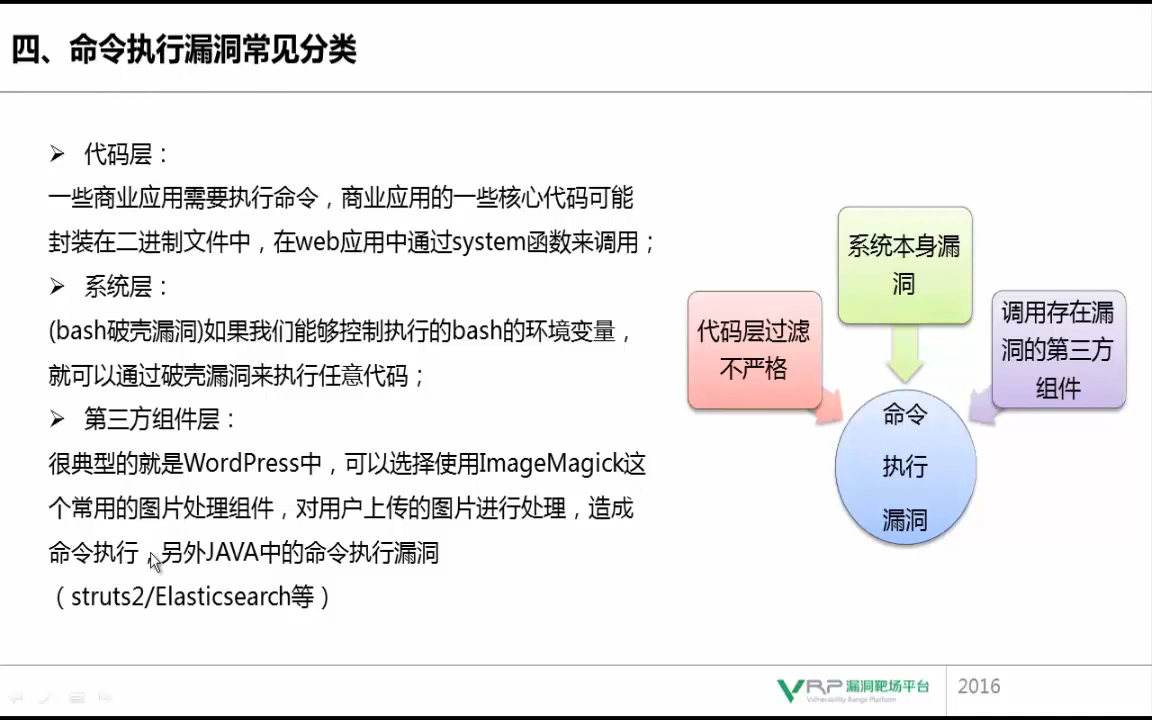 四、命令执行漏洞常见分类
➢ 代码层：
一些商业应用需要执行命令，商业应用的一些核心代码可能
封装在二进制文件中，在web应用中通过system函数来调用；
➢ 系统层：
(bash破壳漏洞)如果我们能够控制执行的bash的环境变量，
就可以通过破壳漏洞来执行任意代码；
➢ 第三方组件层：
很典型的就是WordPress中，可以选择使用ImageMagick这
个常用的图片处理组件，对用户上传的图片进行处理，造成
命令执行，另外JAVA中的命令执行漏洞
（struts2/Elasticsearch等）
系统本身漏
洞
代码层过滤
不严格
调用存在漏
洞的第三方
组件
命令
执行
漏洞
VRP 漏洞靶场平台
Vulnerability Range Platform
2016